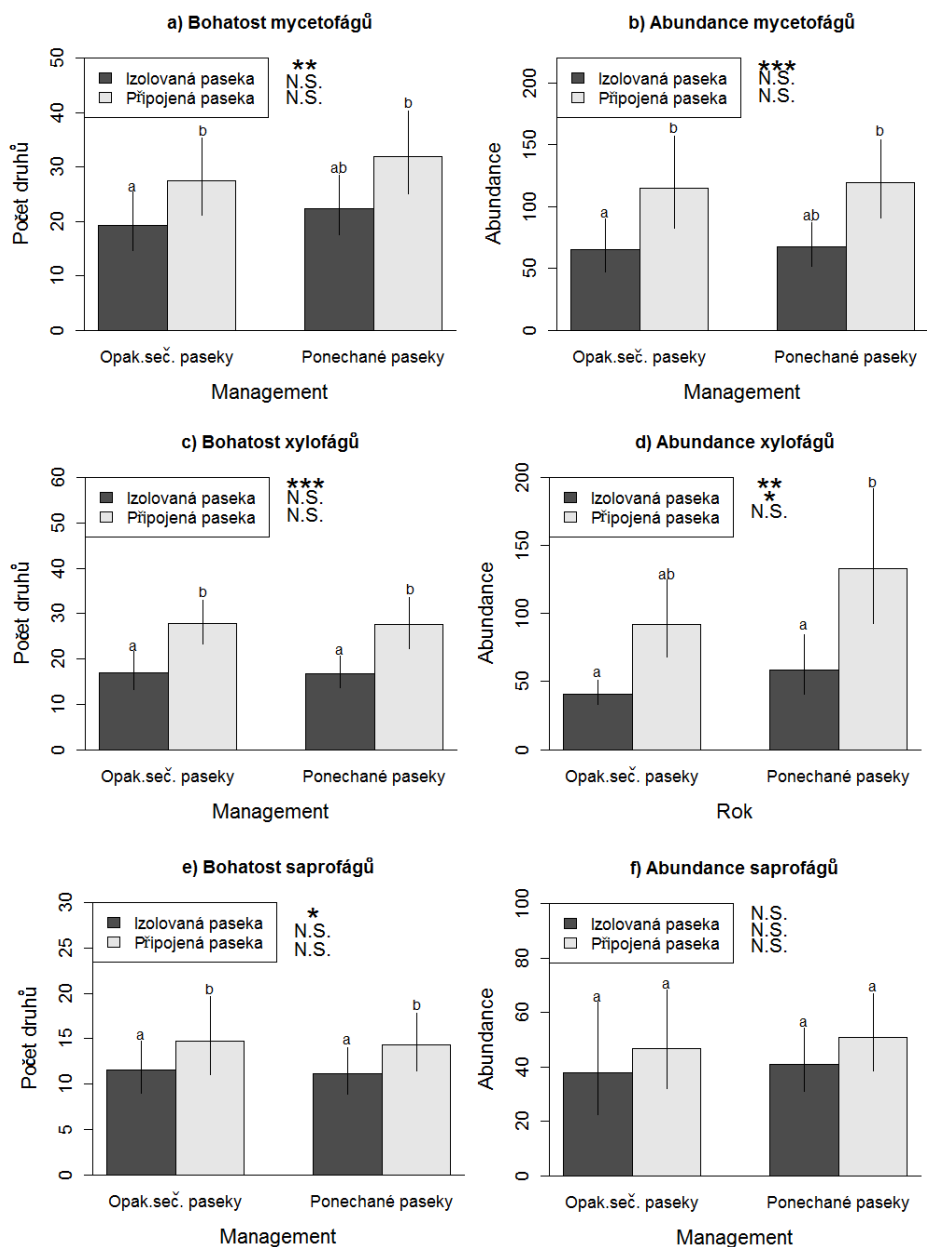 a) Bohatost mycetofágů
Počet druhů
0
10
20
30
40
50
Izolovaná paseka
Připojená paseka
**
N.S.
N.S.
a
b
ab
b
Opak.seč. paseky
Ponechané paseky
Management
b) Abundance mycetofágů
Abundance
0
50
100
150
200
Izolovaná paseka
Připojená paseka
***
N.S.
N.S.
a
b
ab
b
Opak.seč. paseky
Ponechané paseky
Management
c) Bohatost xylofágů
Počet druhů
0
10
20
30
40
50
60
Izolovaná paseka
Připojená paseka
***
N.S.
N.S.
a
b
a
b
Opak.seč. paseky
Ponechané paseky
Management
d) Abundance xylofágů
Abundance
0
50
100
150
200
Izolovaná paseka
Připojená paseka
**
*
N.S.
a
ab
a
b
Opak.seč. paseky
Ponechané paseky
Rok
e) Bohatost saprofágů
Počet druhů
0
5
10
15
20
25
30
Izolovaná paseka
Připojená paseka
*
N.S.
N.S.
a
b
a
b
Opak.seč. paseky
Ponechané paseky
Management
f) Abundance saprofágů
Abundance
0
20
40
60
80
100
Izolovaná paseka
Připojená paseka
N.S.
N.S.
N.S.
a
a
a
a
Opak.seč. paseky
Ponechané paseky
Management